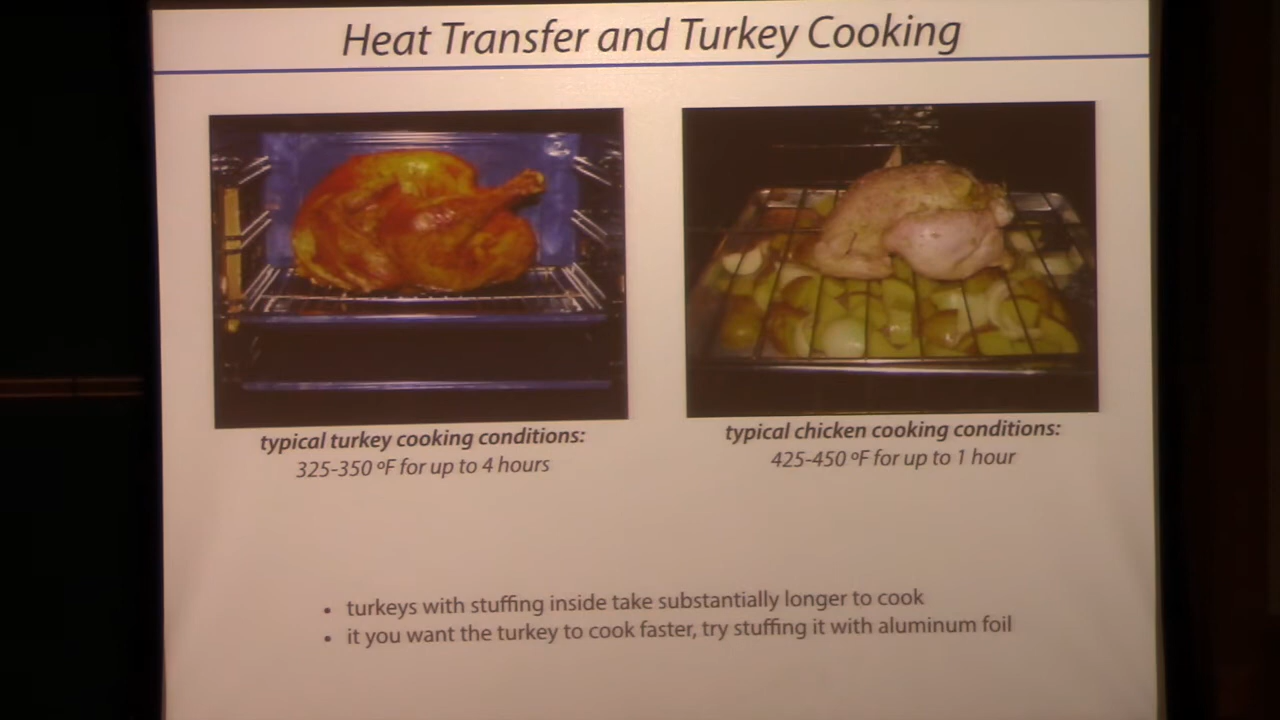 Heat Transfer and Turkey Cooking
typical turkey cooking conditions:
325-350 ºF for up to 4 hours
typical chicken cooking conditions:
425-450 ºF for up to 1 hour
• turkeys with stuffing inside take substantially longer to cook
• it you want the turkey to cook faster, try stuffing it with aluminum foil